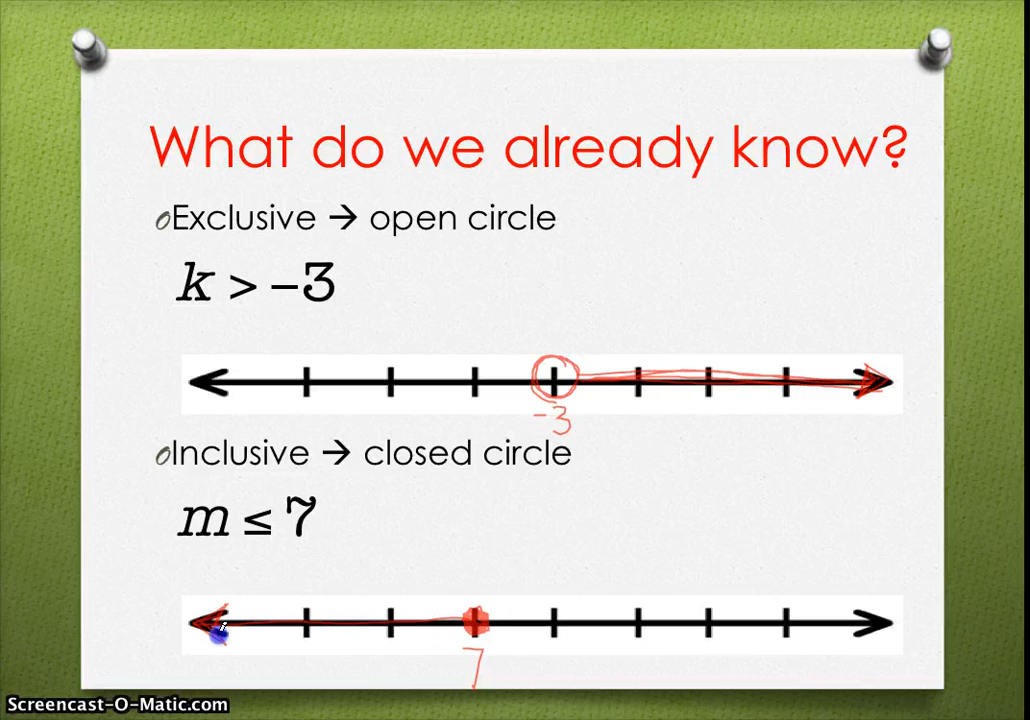 What do we already know?
Exclusive → open circle
k > −3
-3
Inclusive → closed circle
m ≤ 7
7
Screencast-O-Matic.com